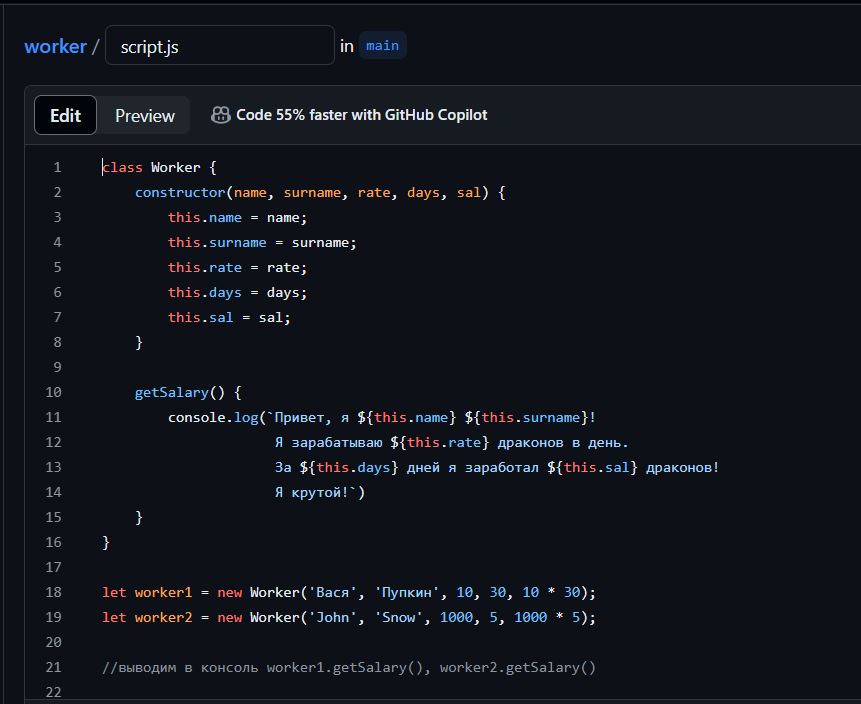 worker / script.js in main
Edit Preview Code 55% faster with GitHub Copilot
1 class Worker {
2     constructor(name, surname, rate, days, sal) {
3         this.name = name;
4         this.surname = surname;
5         this.rate = rate;
6         this.days = days;
7         this.sal = sal;
8     }
9
10     getSalary() {
11         console.log(`Привет, я ${this.name} ${this.surname}!
12                      Я зарабатываю ${this.rate} драконов в день.
13                      За ${this.days} дней я заработал ${this.sal} драконов!
14                      Я крутой!`)
15     }
16 }
17
18 let worker1 = new Worker('Вася', 'Пупкин', 10, 30, 10 * 30);
19 let worker2 = new Worker('John', 'Snow', 1000, 5, 1000 * 5);
20
21 //выводим в консоль worker1.getSalary(), worker2.getSalary()
22